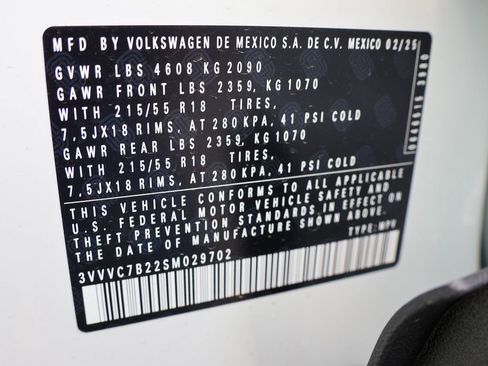 MFD BY VOLKSWAGEN DE MEXICO S.A. DE C.V. MEXICO 02/25
GVWR LBS 4608 KG 2090
GAWR FRONT LBS 2359, KG 1070
WITH 215/55 R18 TIRES,
7,5JX18 RIMS, AT 280 KPA, 41 PSI COLD
GAWR REAR LBS 2359, KG 1070
WITH 215/55 R18 TIRES,
7,5JX18 RIMS, AT 280 KPA, 41 PSI COLD
THIS VEHICLE CONFORMS TO ALL APPLICABLE
U.S. FEDERAL MOTOR VEHICLE SAFETY AND
THEFT PREVENTION STANDARDS IN EFFECT ON
THE DATE OF MANUFACTURE SHOWN ABOVE.
3VVVC7B22SM029702 TYPE: MPV